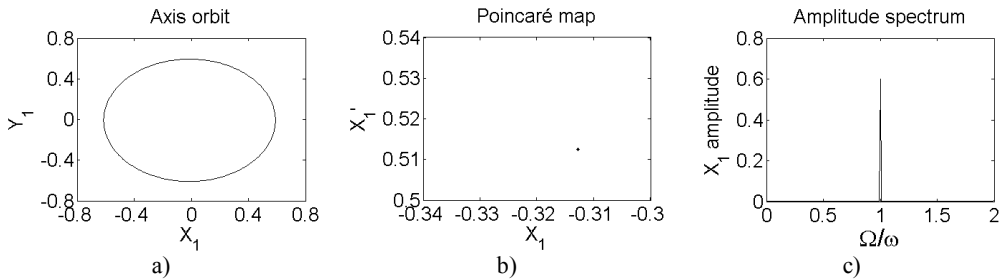 Axis orbit
0.8
0.4
0
-0.4
-0.8
-0.8
-0.4
0
0.4
0.8
Y1
X1
a)
Poincaré map
0.54
0.53
0.52
0.51
0.5
-0.34
-0.33
-0.32
-0.31
-0.3
X1'
X1
b)
Amplitude spectrum
0.8
0.6
0.4
0.2
0
0
0.5
1
1.5
2
X1 amplitude
Ω/ω
c)